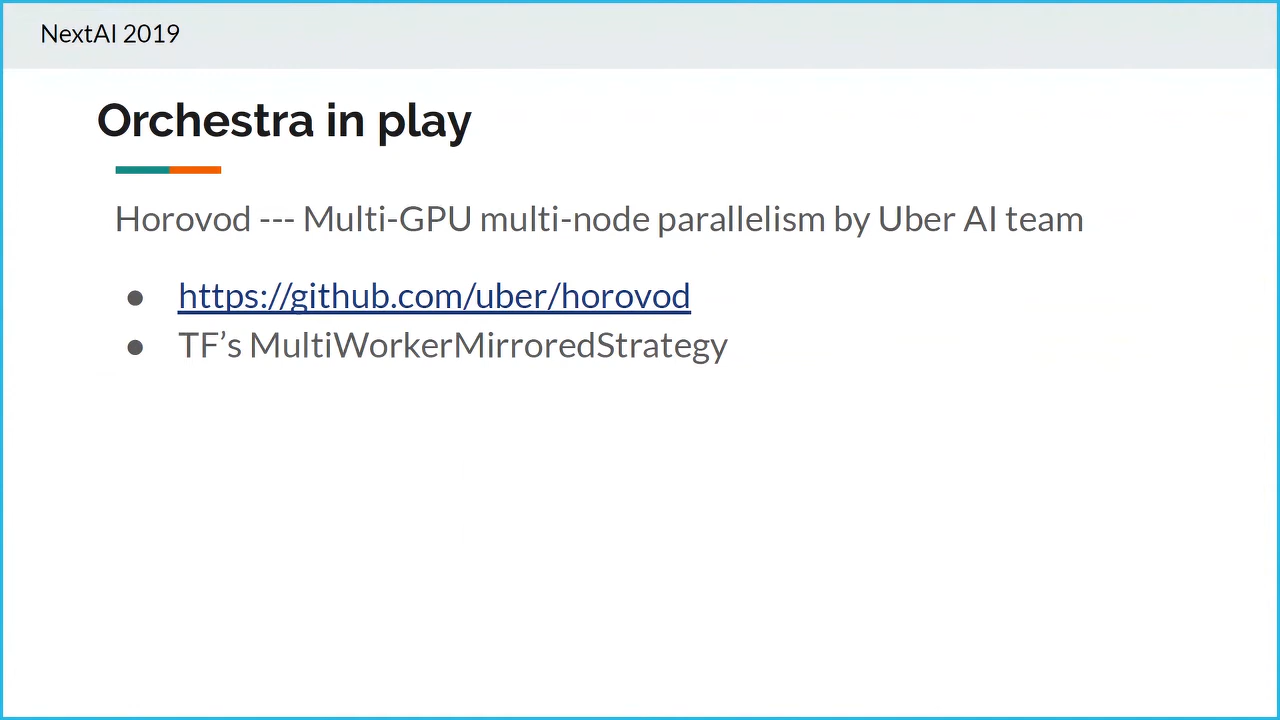 NextAI 2019
Orchestra in play
Horovod --- Multi-GPU multi-node parallelism by Uber AI team
● https://github.com/uber/horovod
● TF’s MultiWorkerMirroredStrategy